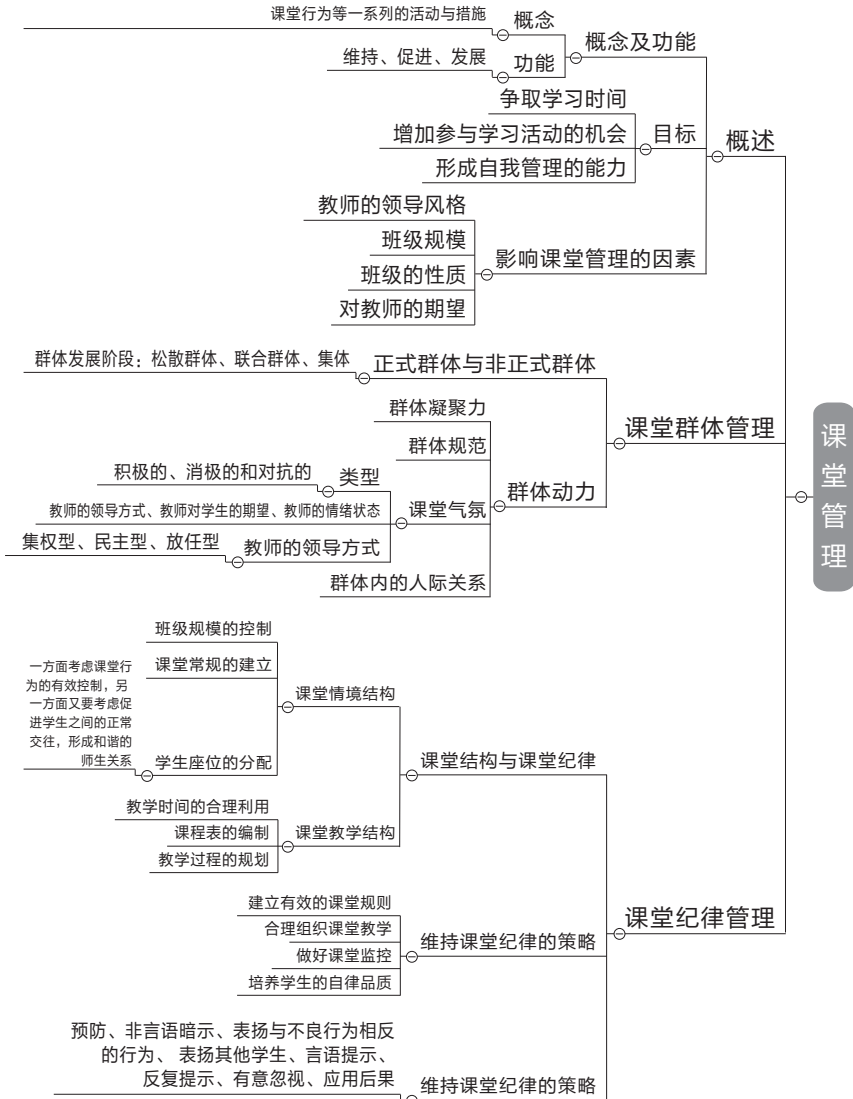 课堂行为等一系列的活动与措施
概念
维持、促进、发展
功能
概念及功能
争取学习时间
增加参与学习活动的机会
形成自我管理的能力
目标
概述
教师的领导风格
班级规模
班级的性质
对教师的期望
影响课堂管理的因素
群体发展阶段：松散群体、联合群体、集体
正式群体与非正式群体
群体凝聚力
群体规范
积极的、消极的和对抗的
类型
教师的领导方式、教师对学生的期望、教师的情绪状态
集权型、民主型、放任型
教师的领导方式
课堂气氛
群体内的人际关系
群体动力
课堂群体管理
课堂管理
班级规模的控制
课堂常规的建立
一方面考虑课堂行
为的有效控制，另
一方面又要考虑促
进学生之间的正常
交往，形成和谐的
师生关系
学生座位的分配
课堂情境结构
教学时间的合理利用
课程表的编制
教学过程的规划
课堂教学结构
课堂结构与课堂纪律
建立有效的课堂规则
合理组织课堂教学
做好课堂监控
培养学生的自律品质
维持课堂纪律的策略
课堂纪律管理
预防、非言语暗示、表扬与不良行为相反
的行为、 表扬其他学生、言语提示、
反复提示、有意忽视、应用后果
维持课堂纪律的策略